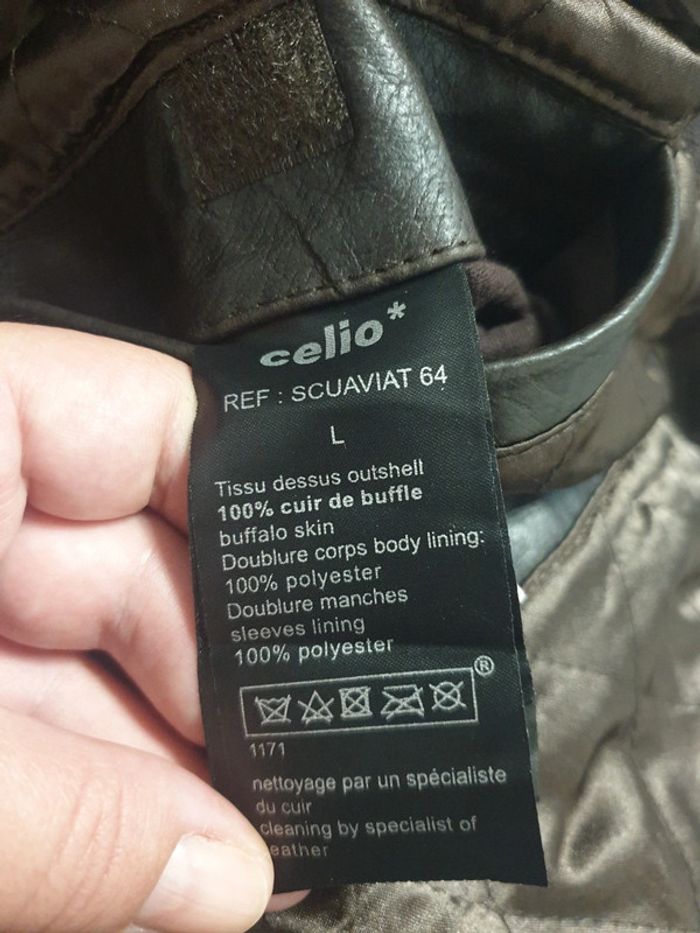 celio*
REF : SCUAVIAT 64
L
Tissu dessus outshell
100% cuir de buffle
buffalo skin
Doublure corps body lining:
100% polyester
Doublure manches
sleeves lining
100% polyester
®
1171
nettoyage par un spécialiste
du cuir
cleaning by specialist of
eather